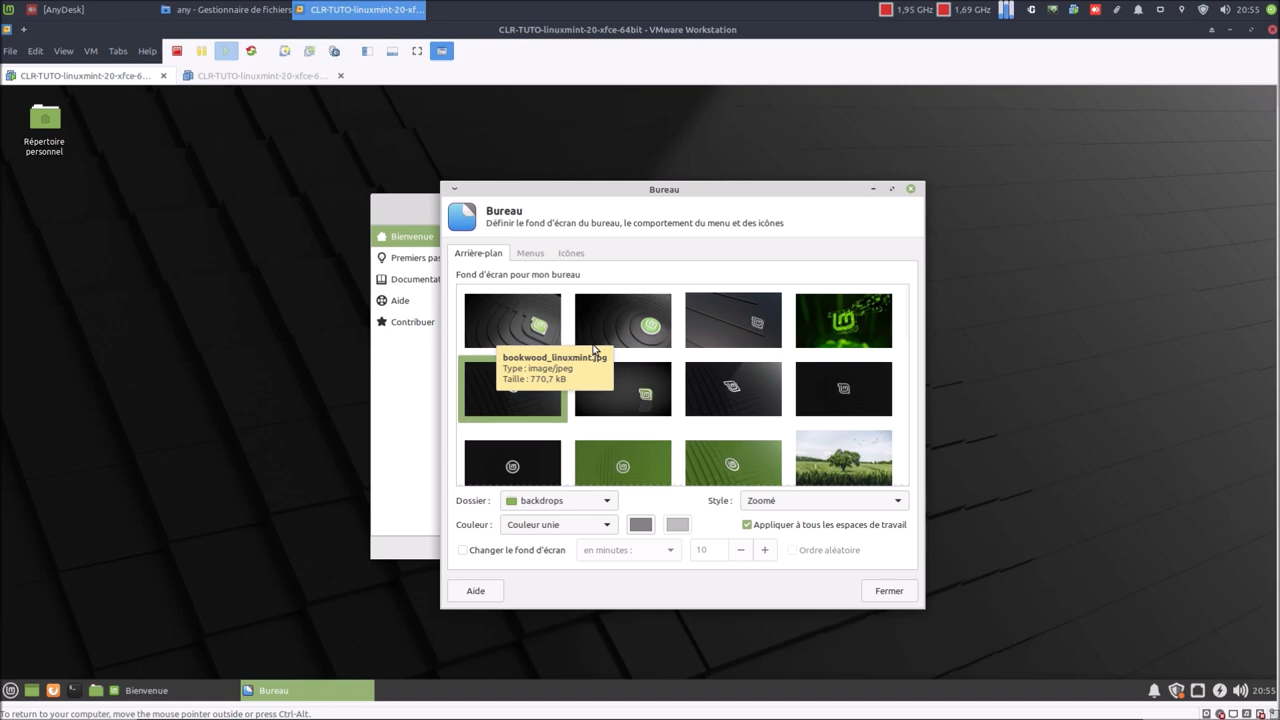 [AnyDesk]
any - Gestionnaire de fichiers
CLR-TUTO-linuxmint-20-xf...
1,95 GHz
1,69 GHz
20:55
CLR-TUTO-linuxmint-20-xfce-64bit - VMware Workstation
File Edit View VM Tabs Help
CLR-TUTO-linuxmint-20-xfce-6...
CLR-TUTO-linuxmint-20-xfce-6...
Répertoire
personnel
Bienvenue
Premiers pas
Documentat
Aide
Contribuer
Bureau
Bureau
Définir le fond d'écran du bureau, le comportement du menu et des icônes
Arrière-plan Menus Icônes
Fond d'écran pour mon bureau
bookwood_linuxmint.jpg
Type : image/jpeg
Taille : 770,7 kB
Dossier : backdrops
Style : Zoomé
Couleur : Couleur unie
Appliquer à tous les espaces de travail
Changer le fond d'écran
en minutes :
10
Ordre aléatoire
Aide
Fermer
Bienvenue
Bureau
20:55
To return to your computer, move the mouse pointer outside or press Ctrl-Alt.